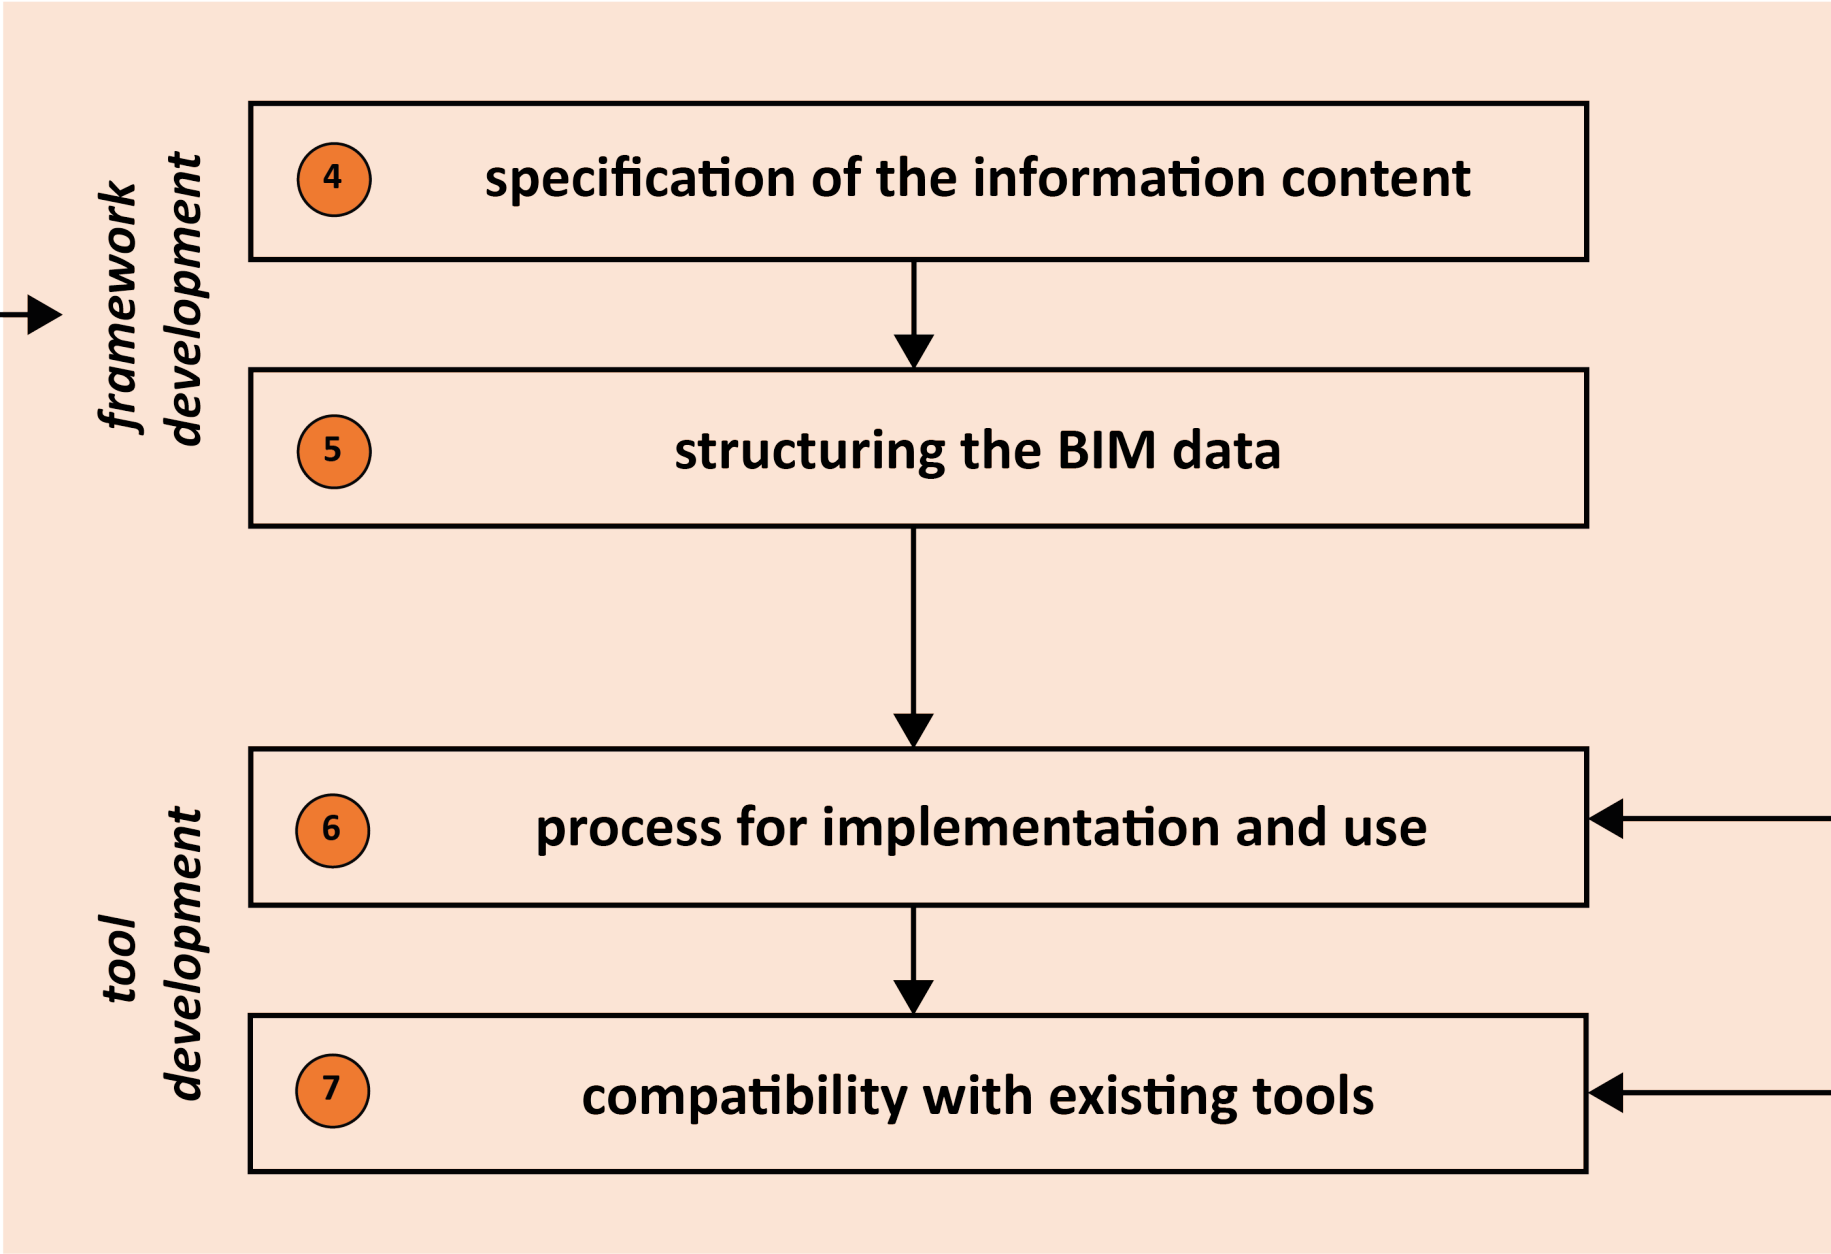 framework
development
4 specification of the information content
5 structuring the BIM data
tool
development
6 process for implementation and use
7 compatibility with existing tools